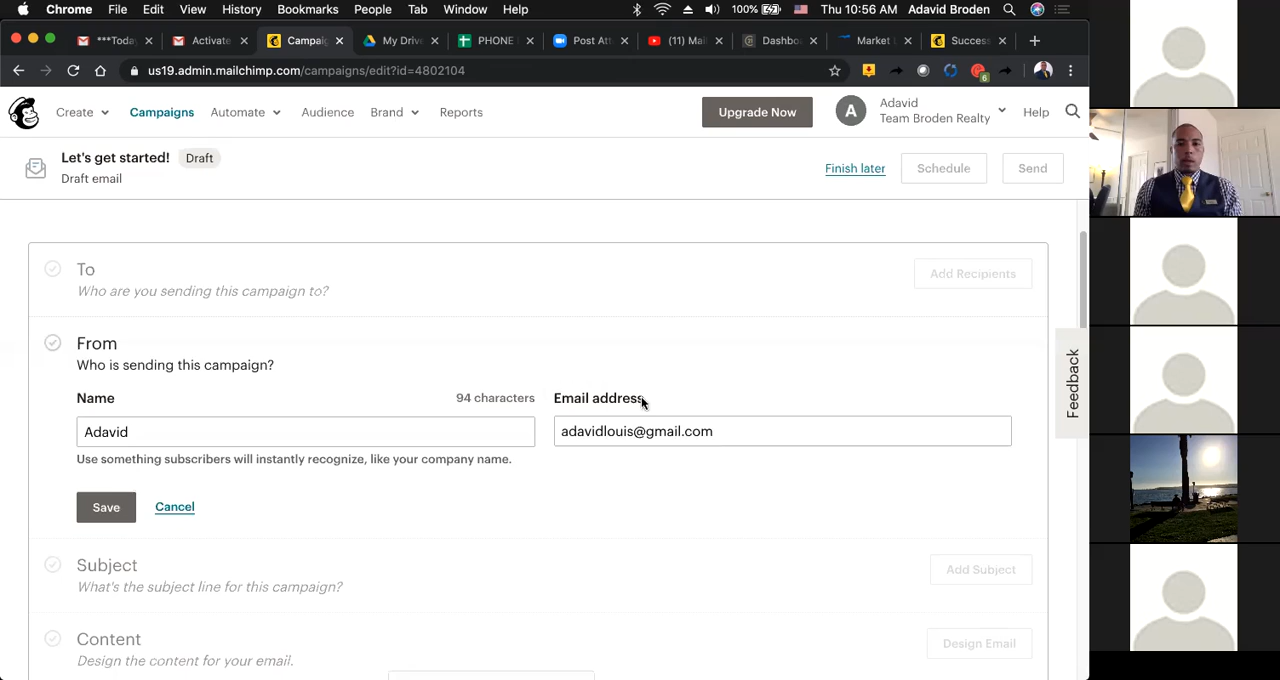 Chrome File Edit View History Bookmarks People Tab Window Help 100% Thu 10:56 AM Adavid Broden
***Today Activate Campaig My Drive PHONE Post Att (11) Mai Dashbo Market L Success
us19.admin.mailchimp.com/campaigns/edit?id=4802104 6
Create Campaigns Automate Audience Brand Reports Upgrade Now A Adavid Help
Team Broden Realty
Let's get started! Draft
Draft email
Finish later Schedule Send
To
Who are you sending this campaign to?
Add Recipients
From
Who is sending this campaign?
Name 94 characters Email address
Adavid adavidlouis@gmail.com
Use something subscribers will instantly recognize, like your company name.
Save Cancel
Subject
What's the subject line for this campaign?
Add Subject
Content
Design the content for your email.
Design Email
Feedback